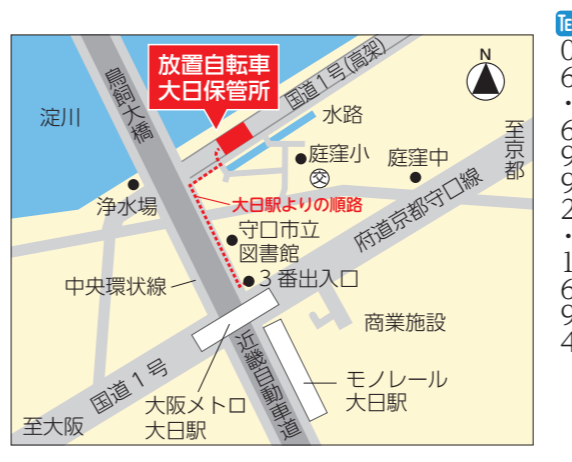 放置自転車
大日保管所
国道1号(高架)
N
鳥飼大橋
淀川
水路
至京都
庭窪小
庭窪中
交
浄水場
大日駅よりの順路
府道京都守口線
守口市立
図書館
3番出入口
中央環状線
商業施設
近畿自動車道
国道1号
モノレール
大日駅
大阪メトロ
大日駅
至大阪
TEL
06・6992・1694